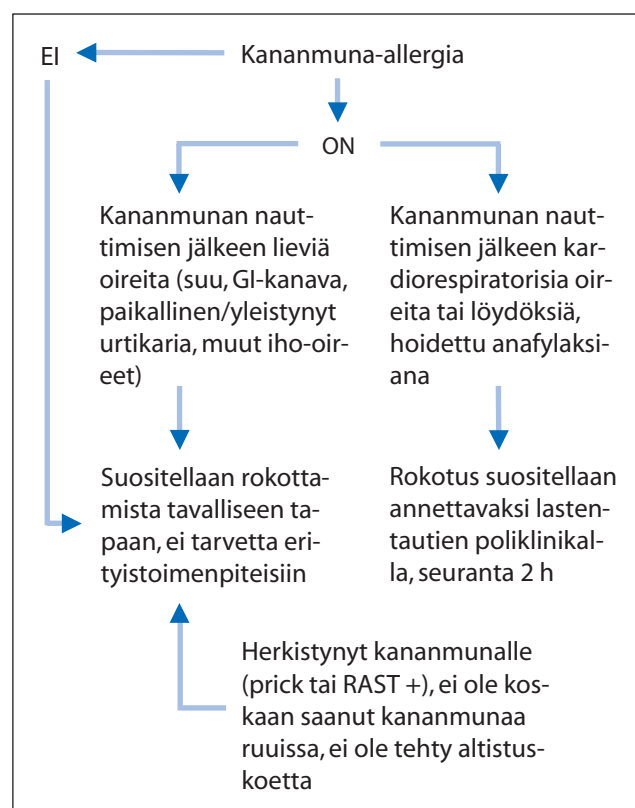 EI
Kananmuna-allergia
ON
Kananmunan naut-
timisen jälkeen lieviä
oireita (suu, GI-kanava,
paikallinen/yleistynyt
urtikaria, muut iho-oir-
eet)
Kananmunan naut-
timisen jälkeen kar-
diorespiratorisia oir-
eita tai löydöksiä,
hoidettu anafylaksi-
ana
Suositellaan rokotta-
mista tavalliseen ta-
paan, ei tarvetta eri-
tyistoimenpiteisiin
Rokotus suositellaan
annettavaksi lasten-
tautien poliklinikal-
la, seuranta 2 h
Herkistynyt kananmunalle
(prick tai RAST +), ei ole kos-
kaan saanut kananmunaa
ruuissa, ei ole tehty altistus-
koetta